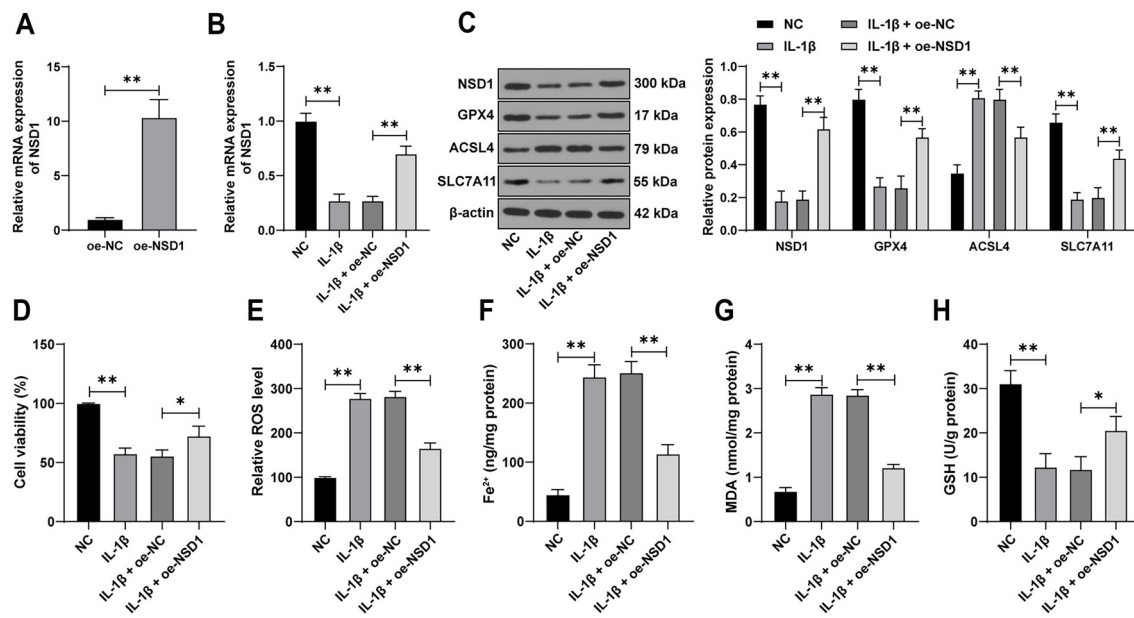 A
Relative mRNA expression
of NSD1
15
10
5
0
**
oe-NC
oe-NSD1
B
Relative mRNA expression
of NSD1
1.5
1.0
0.5
0.0
**
**
NC
IL-1β
IL-1β + oe-NC
IL-1β + oe-NSD1
C
NSD1 300 kDa
GPX4 17 kDa
ACSL4 79 kDa
SLC7A11 55 kDa
β-actin 42 kDa
NC
IL-1β
IL-1β + oe-NC
IL-1β + oe-NSD1
NC
IL-1β
IL-1β + oe-NC
IL-1β + oe-NSD1
Relative protein expression
0.8
0.6
0.4
0.2
0.0
**
**
**
**
**
**
**
**
NSD1
GPX4
ACSL4
SLC7A11
D
Cell viability (%)
150
100
50
0
**
*
NC
IL-1β
IL-1β + oe-NC
IL-1β + oe-NSD1
E
Relative ROS level
400
300
200
100
0
**
**
NC
IL-1β
IL-1β + oe-NC
IL-1β + oe-NSD1
F
Fe²⁺ (ng/mg protein)
300
200
100
0
**
**
NC
IL-1β
IL-1β + oe-NC
IL-1β + oe-NSD1
G
MDA (nmol/mg protein)
4
3
2
1
0
**
**
NC
IL-1β
IL-1β + oe-NC
IL-1β + oe-NSD1
H
GSH (U/g protein)
40
30
20
10
0
**
*
NC
IL-1β
IL-1β + oe-NC
IL-1β + oe-NSD1